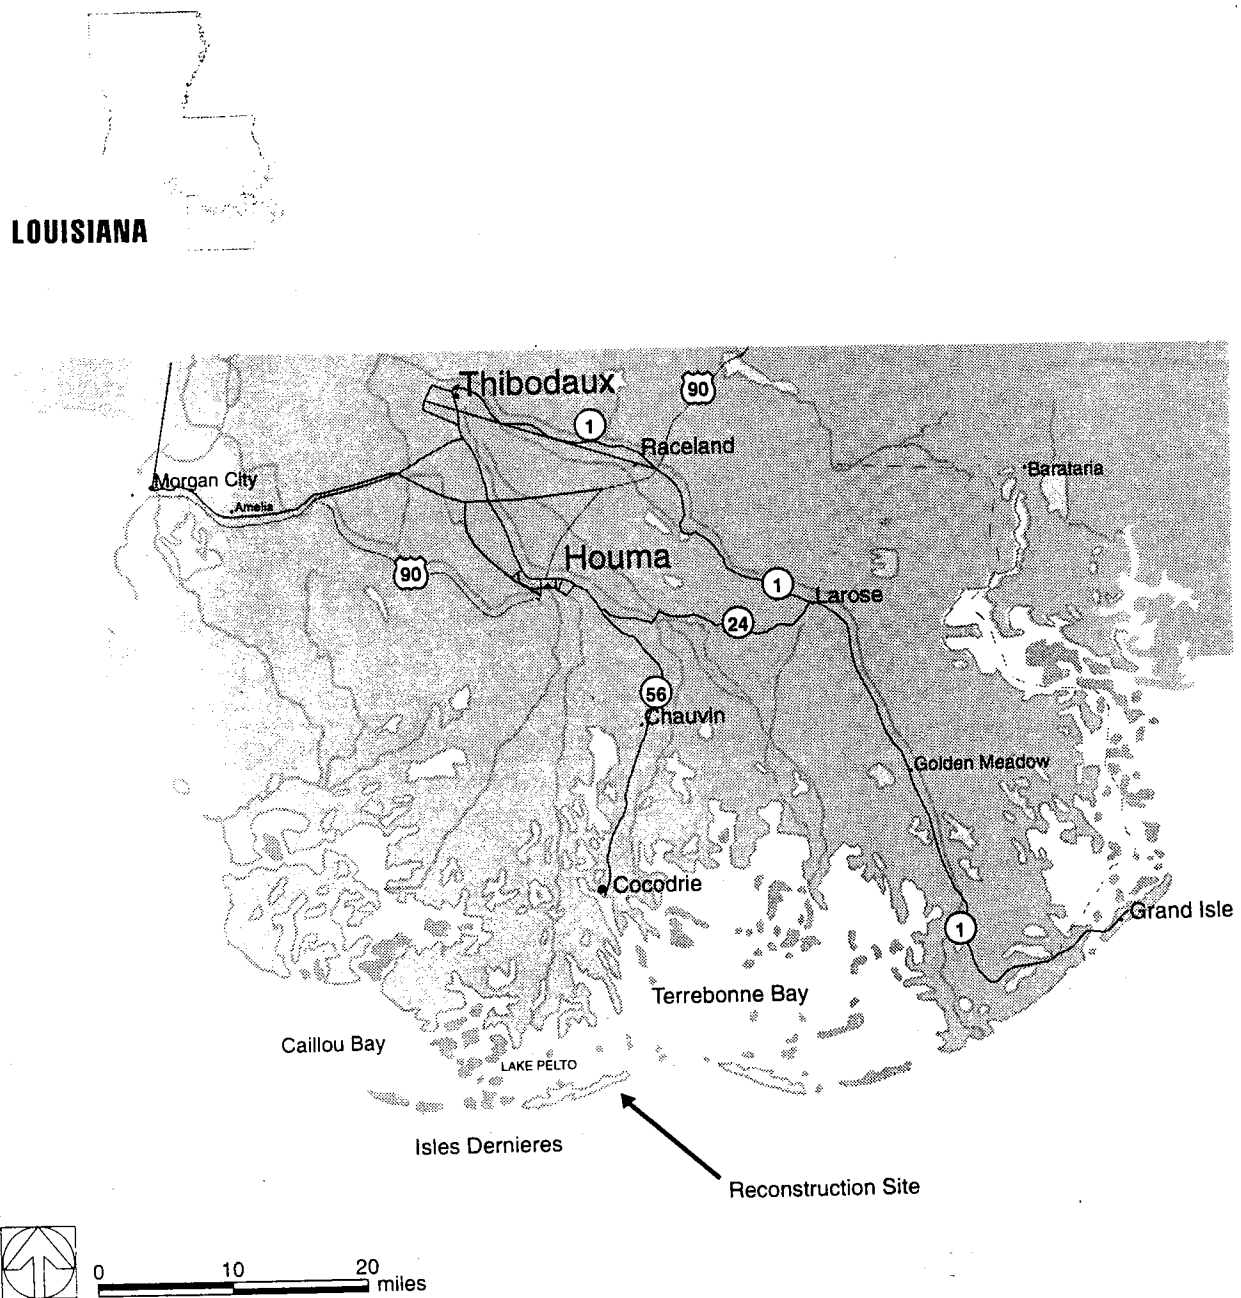 LOUISIANA
Thibodaux
90
1
Raceland
Barataria
Morgan City
Amelia
Houma
90
1
Larose
24
56
Chauvin
Golden Meadow
Cocodrie
Grand Isle
1
Terrebonne Bay
Caillou Bay
LAKE PELTO
Isles Dernieres
Reconstruction Site
0 10 20
miles